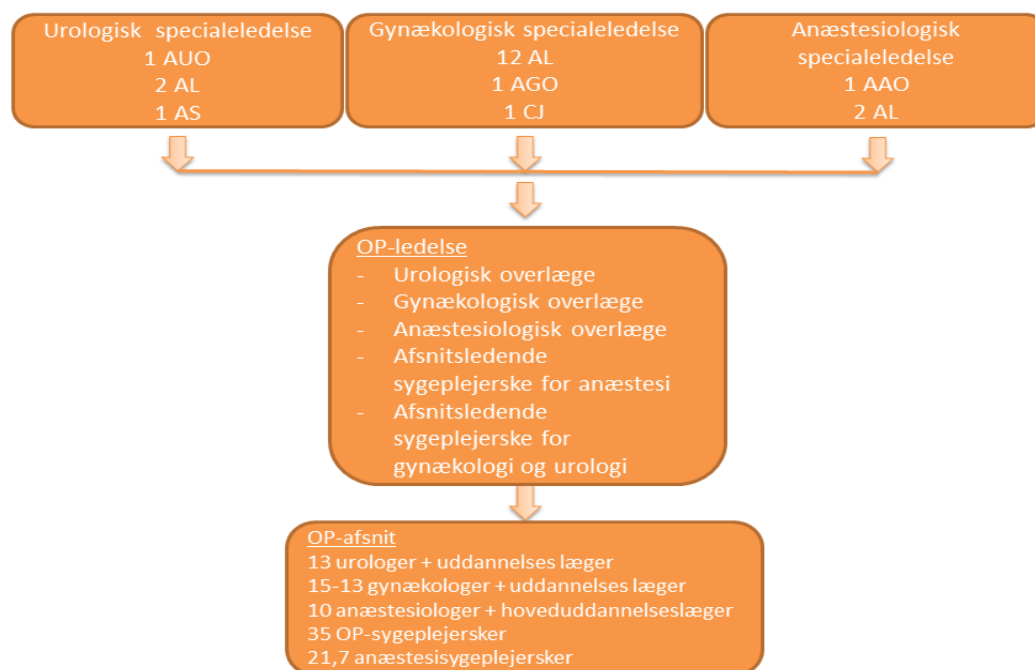 Urologisk specialeledelse
1 AUO
2 AL
1 AS
Gynækologisk specialeledelse
12 AL
1 AGO
1 CJ
Anæstesiologisk
specialeledelse
1 AAO
2 AL
OP-ledelse
- Urologisk overlæge
- Gynækologisk overlæge
- Anæstesiologisk overlæge
- Afsnitsledende
sygeplejerske for anæstesi
- Afsnitsledende
sygeplejerske for
gynækologi og urologi
OP-afsnit
13 urologer + uddannelses læger
15-13 gynækologer + uddannelses læger
10 anæstesiologer + hoveduddannelseslæger
35 OP-sygeplejersker
21,7 anæstesisygeplejersker